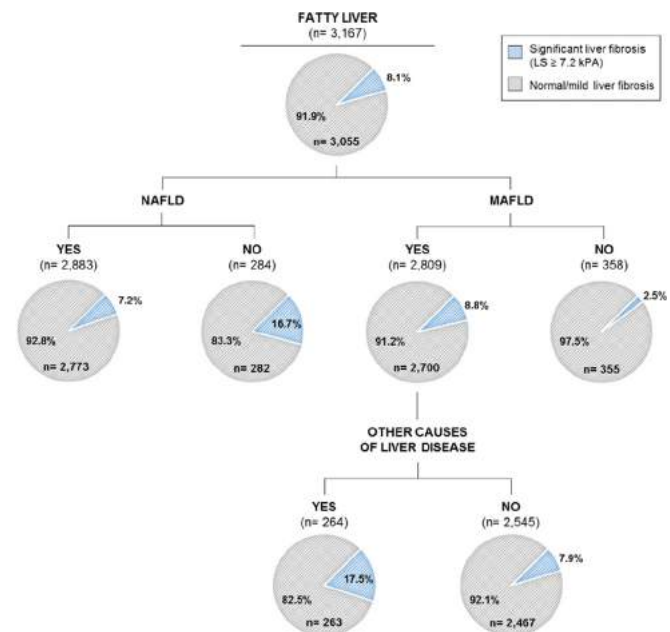 FATTY LIVER
(n= 3,167)
Significant liver fibrosis
(LS ≥ 7.2 kPA)
Normal/mild liver fibrosis
8.1%
91.9%
n= 3,055
NAFLD
MAFLD
YES
(n= 2,883)
NO
(n= 284)
YES
(n= 2,809)
NO
(n= 358)
7.2%
92.8%
n= 2,773
16.7%
83.3%
n= 282
8.8%
91.2%
n= 2,700
2.5%
97.5%
n= 355
OTHER CAUSES
OF LIVER DISEASE
YES
(n= 264)
NO
(n= 2,545)
17.5%
82.5%
n= 263
7.9%
92.1%
n= 2,467